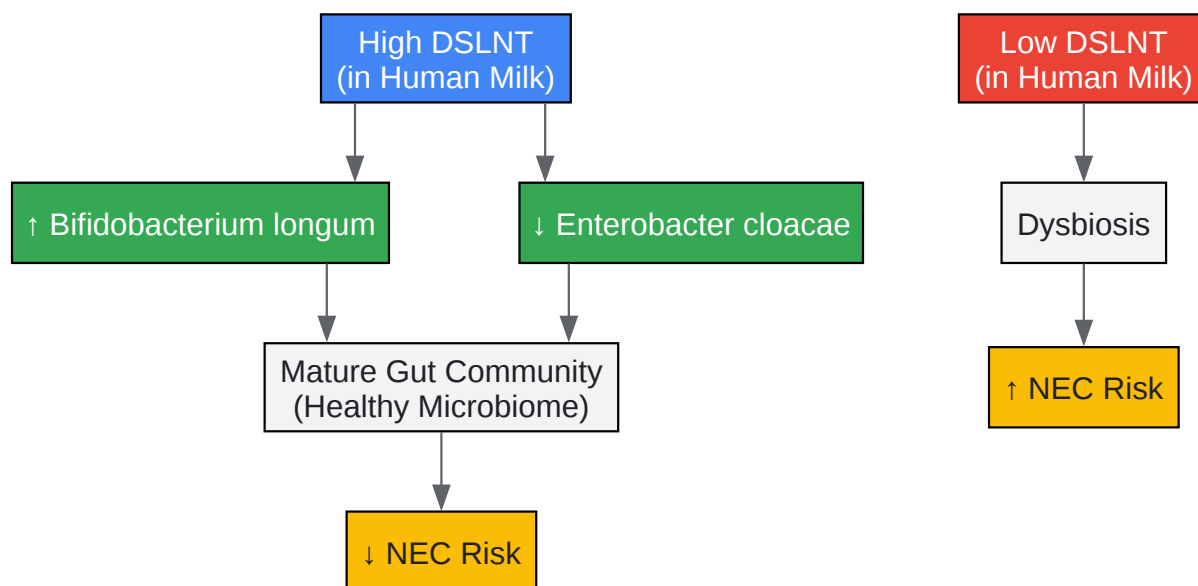 High DSLNT
(in Human Milk)
Low DSLNT
(in Human Milk)
↑ Bifidobacterium longum
↓ Enterobacter cloacae
Dysbiosis
Mature Gut Community
(Healthy Microbiome)
↑ NEC Risk
↓ NEC Risk